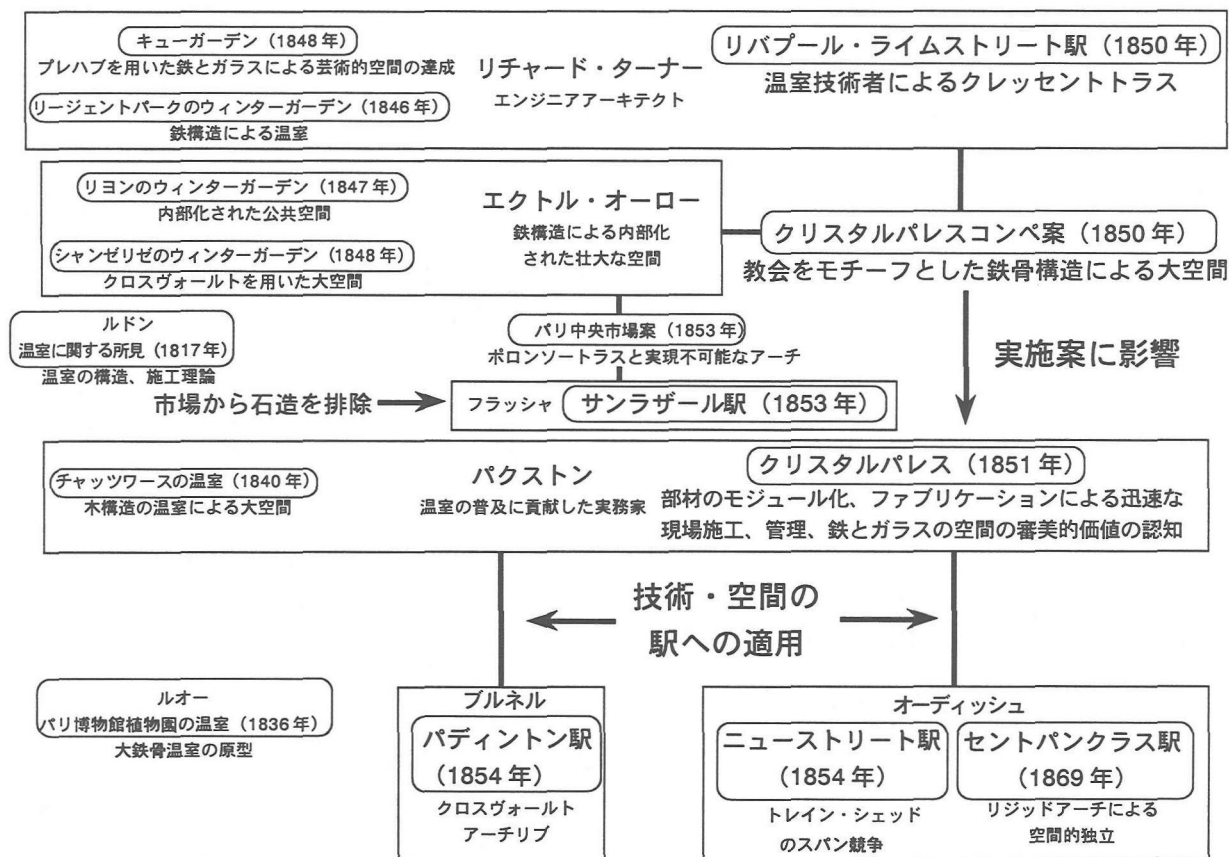 キューガーデン（1848年）
プレハブを用いた鉄とガラスによる芸術的空間の達成
リージェントパークのウィンターガーデン（1846年）
鉄構造による温室
リチャード・ターナー
エンジニアアーキテクト
リバプール・ライムストリート駅（1850年）
温室技術者によるクレッセントトラス
リヨンのウィンターガーデン（1847年）
内部化された公共空間
シャンゼリゼのウィンターガーデン（1848年）
クロスヴォールトを用いた大空間
エクトル・オーロー
鉄構造による内部化
された壮大な空間
クリスタルパレスコンペ案（1850年）
教会をモチーフとした鉄骨構造による大空間
ルドン
温室に関する所見（1817年）
温室の構造、施工理論
パリ中央市場案（1853年）
ポロンソートラスと実現不可能なアーチ
実施案に影響
市場から石造を排除
フラッシャ
サンラザール駅（1853年）
チャッツワースの温室（1840年）
木構造の温室による大空間
パクストン
温室の普及に貢献した実務家
クリスタルパレス（1851年）
部材のモジュール化、ファブリケーションによる迅速な
現場施工、管理、鉄とガラスの空間の審美的価値の認知
技術・空間の
駅への適用
ルオー
パリ博物館植物園の温室（1836年）
大鉄骨温室の原型
ブルネル
パディントン駅
（1854年）
クロスヴォールト
アーチリブ
オーディッシュ
ニューストリート駅
（1854年）
トレイン・シェッド
のスパン競争
セントパンクラス駅
（1869年）
リジッドアーチによる
空間的独立